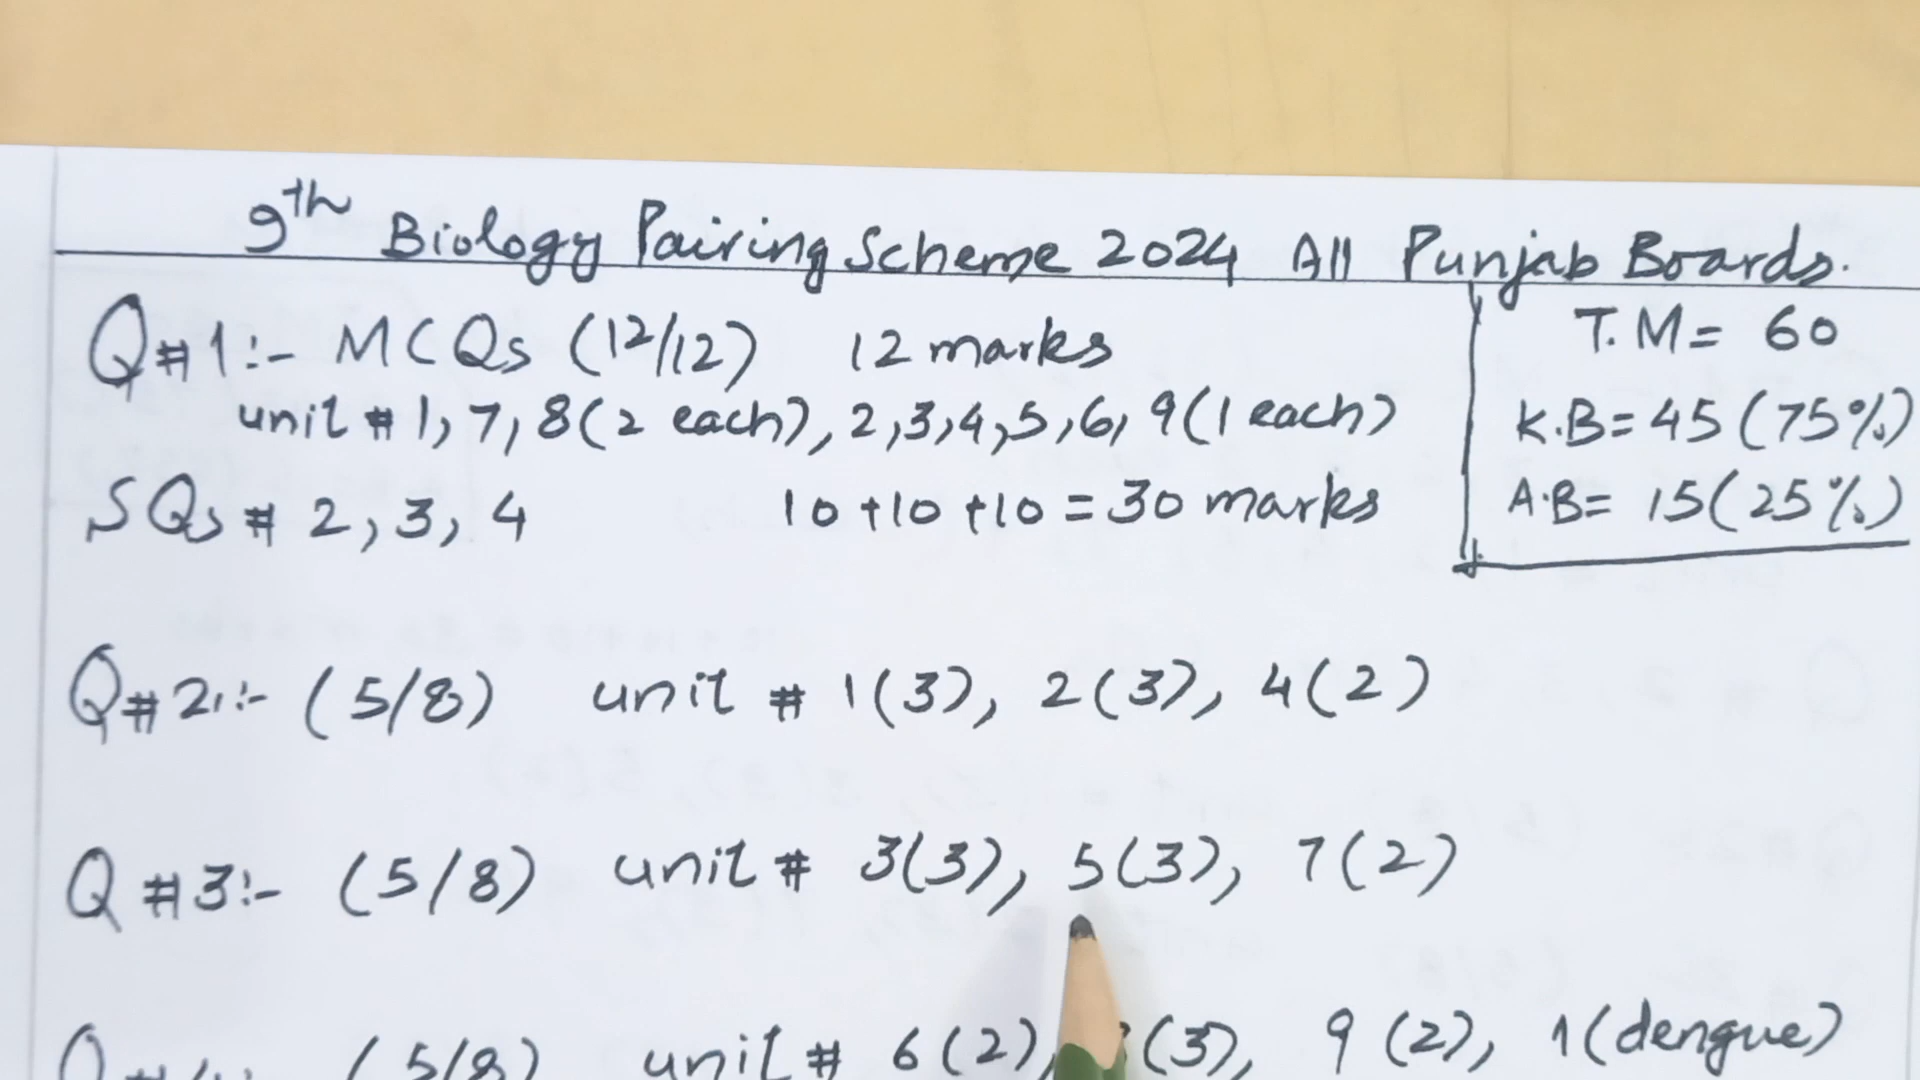 9th Biology Pairing Scheme 2024 All Punjab Boards.
Q#1:- MCQs (12/12) 12 marks
unit # 1, 7, 8(2 each), 2,3,4,5,6, 9(1 each)
SQs # 2, 3, 4 10+10+10=30 marks
T.M= 60
K.B=45(75%)
A.B= 15(25%)
Q#2:- (5/8) unit # 1(3), 2(3), 4(2)
Q #3:- (5/8) unit # 3(3), 5(3), 7(2)
(5/8) unit # 6(2), (3), 9(2), 1(dengue)